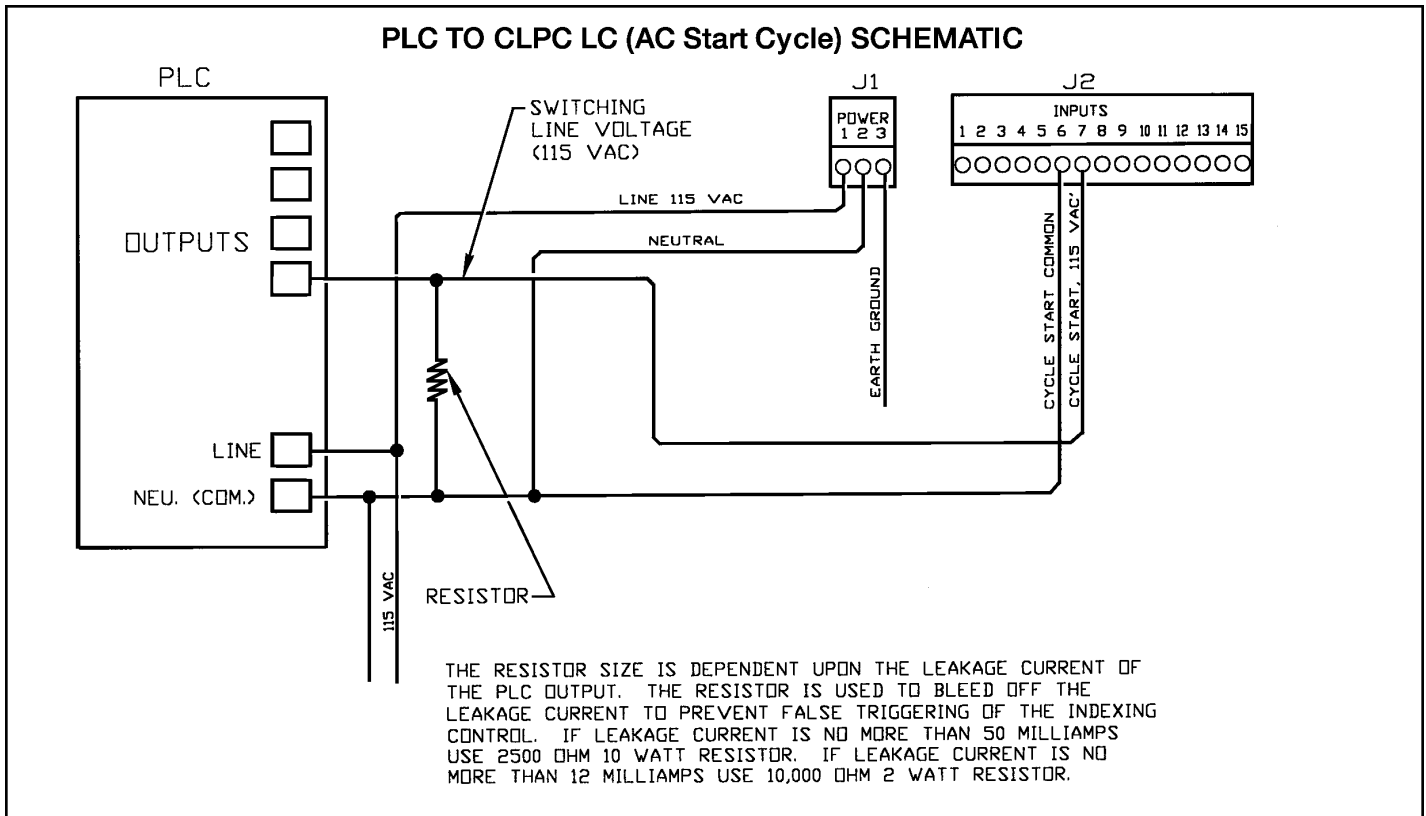 PLC TO CLPC LC (AC Start Cycle) SCHEMATIC
PLC
J1
J2
SWITCHING
LINE VOLTAGE
(115 VAC)
POWER
1 2 3
INPUTS
1 2 3 4 5 6 7 8 9 10 11 12 13 14 15
LINE 115 VAC
OUTPUTS
NEUTRAL
EARTH GROUND
CYCLE START COMMON
CYCLE START, 115 VAC'
LINE
NEU. (COM.)
115 VAC
RESISTOR
THE RESISTOR SIZE IS DEPENDENT UPON THE LEAKAGE CURRENT OF
THE PLC OUTPUT. THE RESISTOR IS USED TO BLEED OFF THE
LEAKAGE CURRENT TO PREVENT FALSE TRIGGERING OF THE INDEXING
CONTROL. IF LEAKAGE CURRENT IS NO MORE THAN 50 MILLIAMPS
USE 2500 OHM 10 WATT RESISTOR. IF LEAKAGE CURRENT IS NO
MORE THAN 12 MILLIAMPS USE 10,000 OHM 2 WATT RESISTOR.